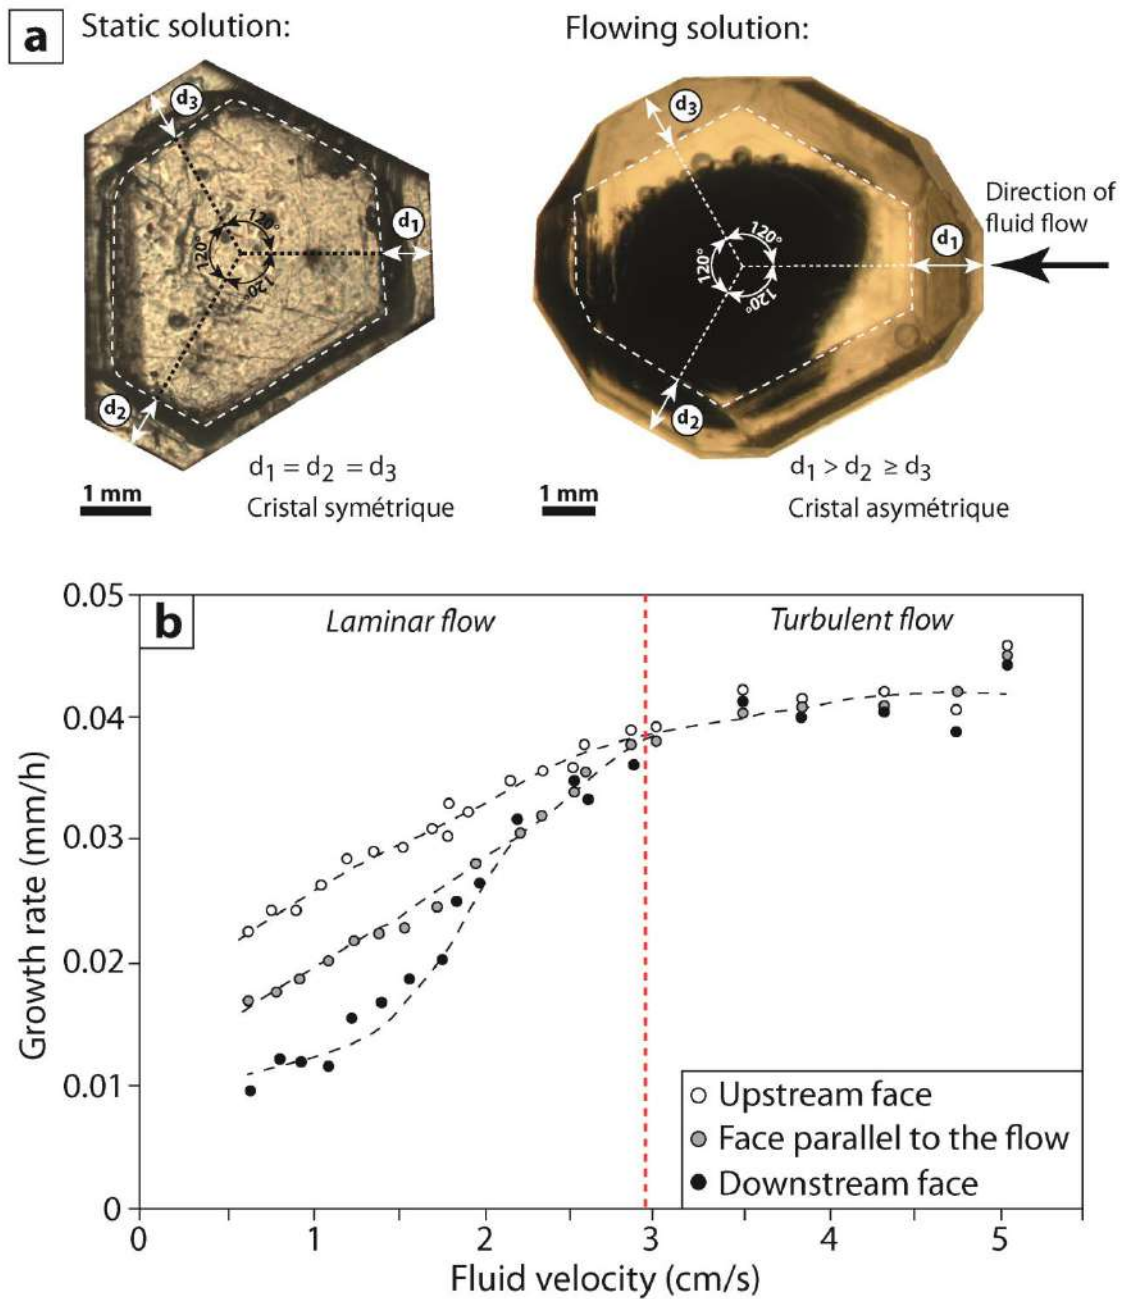 a
Static solution:
Flowing solution:
d3
d3
120°
120°
120°
d1
120°
120°
120°
d1
Direction of
fluid flow
d2
d2
d1 = d2 = d3
d1 > d2 ≥ d3
1 mm
Cristal symétrique
1 mm
Cristal asymétrique
b
Laminar flow
Turbulent flow
0.05
0.04
0.03
0.02
0.01
0
Growth rate (mm/h)
Upstream face
Face parallel to the flow
Downstream face
0 1 2 3 4 5
Fluid velocity (cm/s)